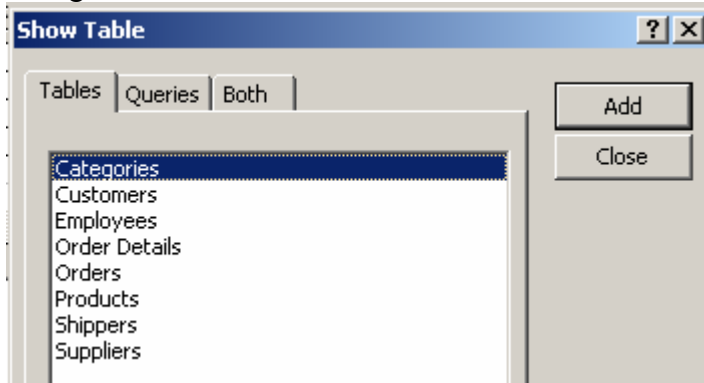 Show Table
Tables Queries Both
Add
Close
Categories
Customers
Employees
Order Details
Orders
Products
Shippers
Suppliers